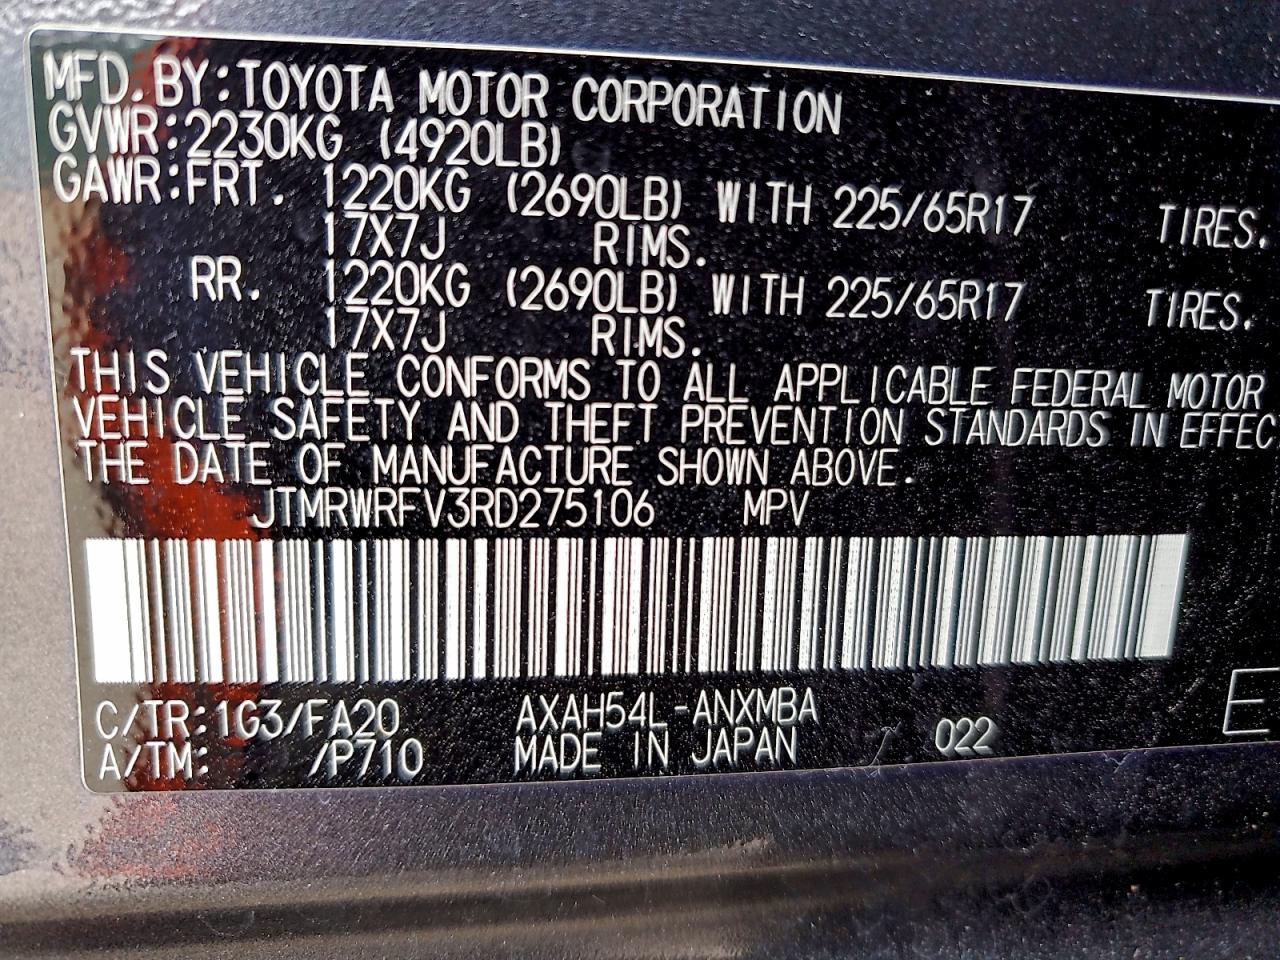 MFD. BY: TOYOTA MOTOR CORPORATION
GVWR: 2230KG (4920LB)
GAWR: FRT. 1220KG (2690LB) WITH 225/65R17 TIRES.
17X7J RIMS.
RR. 1220KG (2690LB) WITH 225/65R17 TIRES.
17X7J RIMS.
THIS VEHICLE CONFORMS TO ALL APPLICABLE FEDERAL MOTOR
VEHICLE SAFETY AND THEFT PREVENTION STANDARDS IN EFFEC
THE DATE OF MANUFACTURE SHOWN ABOVE.
JTMRWRFV3RD275106 MPV
C/TR: 1G3/FA20 AXAH54L-ANXMBA
A/TM: /P710 MADE IN JAPAN 022
E